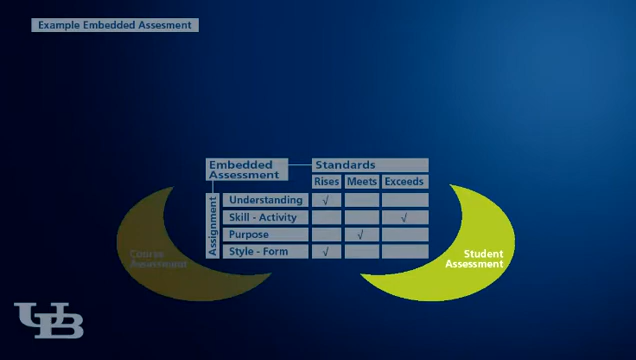 Example Embedded Assesment
Embedded Standards
Assessment
Rises Meets Exceeds
Assignment
Understanding √
Skill - Activity √
Purpose √
Style - Form √
Course Student
Assessment Assessment
UB